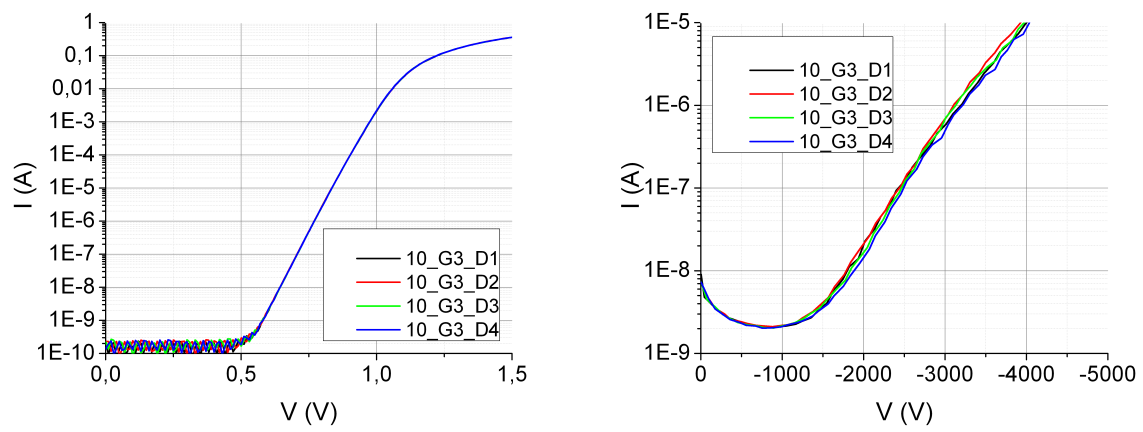 1
0,1
0,01
1E-3
1E-4
1E-5
1E-6
1E-7
1E-8
1E-9
1E-10
I (A)
0,0
0,5
1,0
1,5
V (V)
10_G3_D1
10_G3_D2
10_G3_D3
10_G3_D4
1E-5
1E-6
1E-7
1E-8
1E-9
I (A)
0
-1000
-2000
-3000
-4000
-5000
V (V)
10_G3_D1
10_G3_D2
10_G3_D3
10_G3_D4